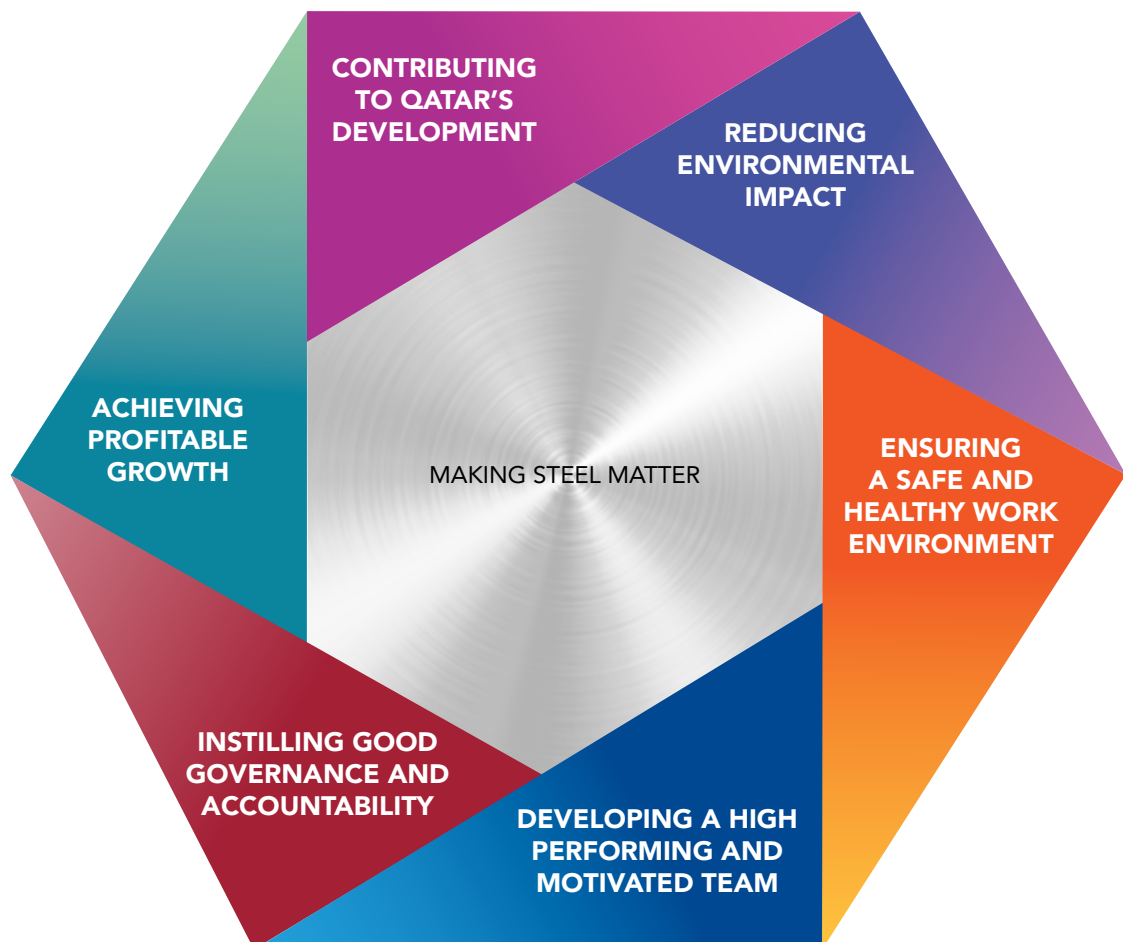 CONTRIBUTING
TO QATAR'S
DEVELOPMENT
REDUCING
ENVIRONMENTAL
IMPACT
ACHIEVING
PROFITABLE
GROWTH
MAKING STEEL MATTER
ENSURING
A SAFE AND
HEALTHY WORK
ENVIRONMENT
INSTILLING GOOD
GOVERNANCE AND
ACCOUNTABILITY
DEVELOPING A HIGH
PERFORMING AND
MOTIVATED TEAM